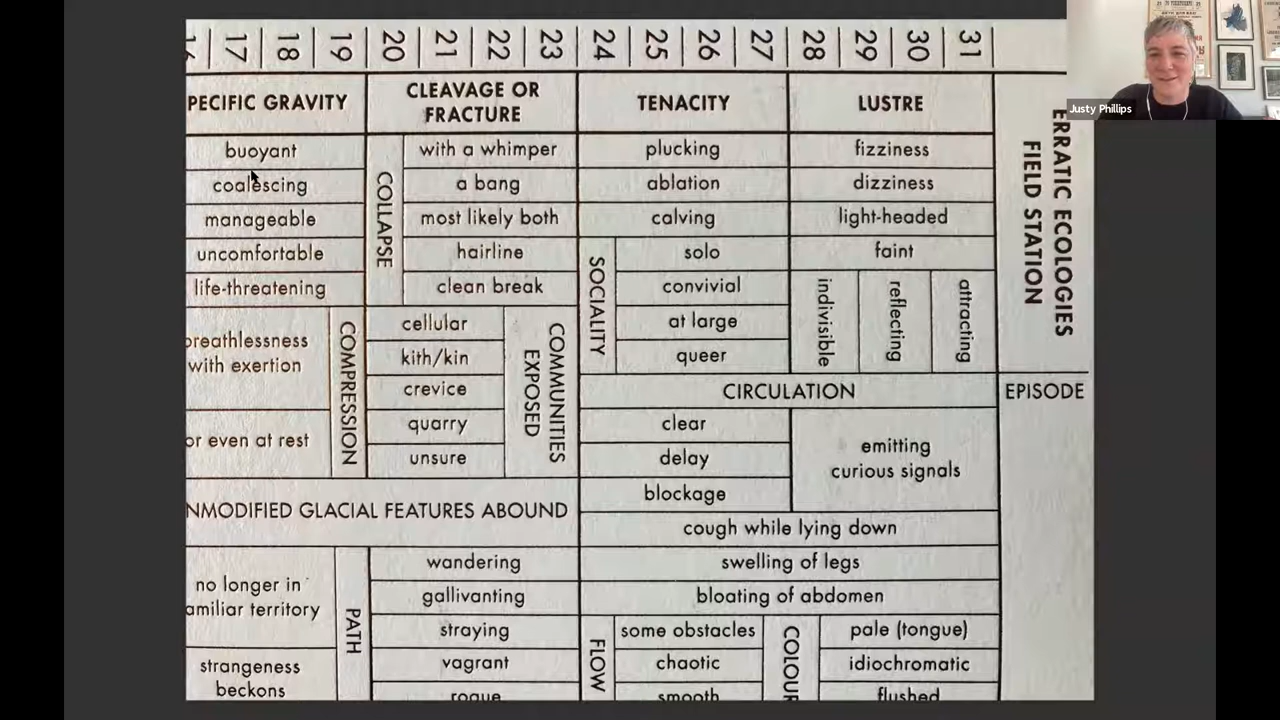 17 18 19 20 21 22 23 24 25 26 27 28 29 30 31
PECIFIC GRAVITY
CLEAVAGE OR
FRACTURE
TENACITY
LUSTRE
ERRATIC ECOLOGIES
FIELD STATION
Justy Phillips
buoyant
coalescing
manageable
uncomfortable
life-threatening
COLLAPSE
with a whimper
a bang
most likely both
hairline
clean break
plucking
ablation
calving
SOCIALITY
solo
convivial
at large
queer
fizziness
dizziness
light-headed
faint
indivisible
reflecting
attracting
breathlessness
with exertion
or even at rest
COMPRESSION
cellular
kith/kin
crevice
quarry
unsure
COMMUNITIES
EXPOSED
CIRCULATION
EPISODE
clear
delay
blockage
emitting
curious signals
NMODIFIED GLACIAL FEATURES ABOUND
cough while lying down
swelling of legs
bloating of abdomen
no longer in
amiliar territory
strangeness
beckons
PATH
wandering
gallivanting
straying
vagrant
rogue
FLOW
some obstacles
chaotic
smooth
COLOUR
pale (tongue)
idiochromatic
flushed